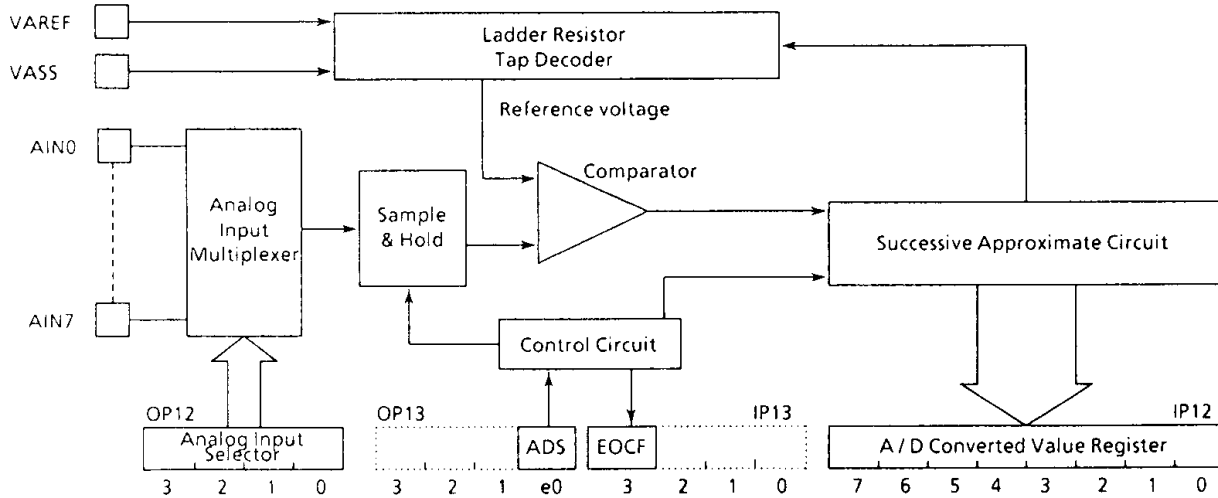 VAREF
VASS
Ladder Resistor
Tap Decoder
Reference voltage
AIN0
AIN7
Analog
Input
Multiplexer
Sample
& Hold
Comparator
Successive Approximate Circuit
Control Circuit
OP12
Analog Input
Selector
3 2 1 0
OP13
ADS
3 2 1 e0
IP13
EOCF
3 2 1 0
IP12
A / D Converted Value Register
7 6 5 4 3 2 1 0